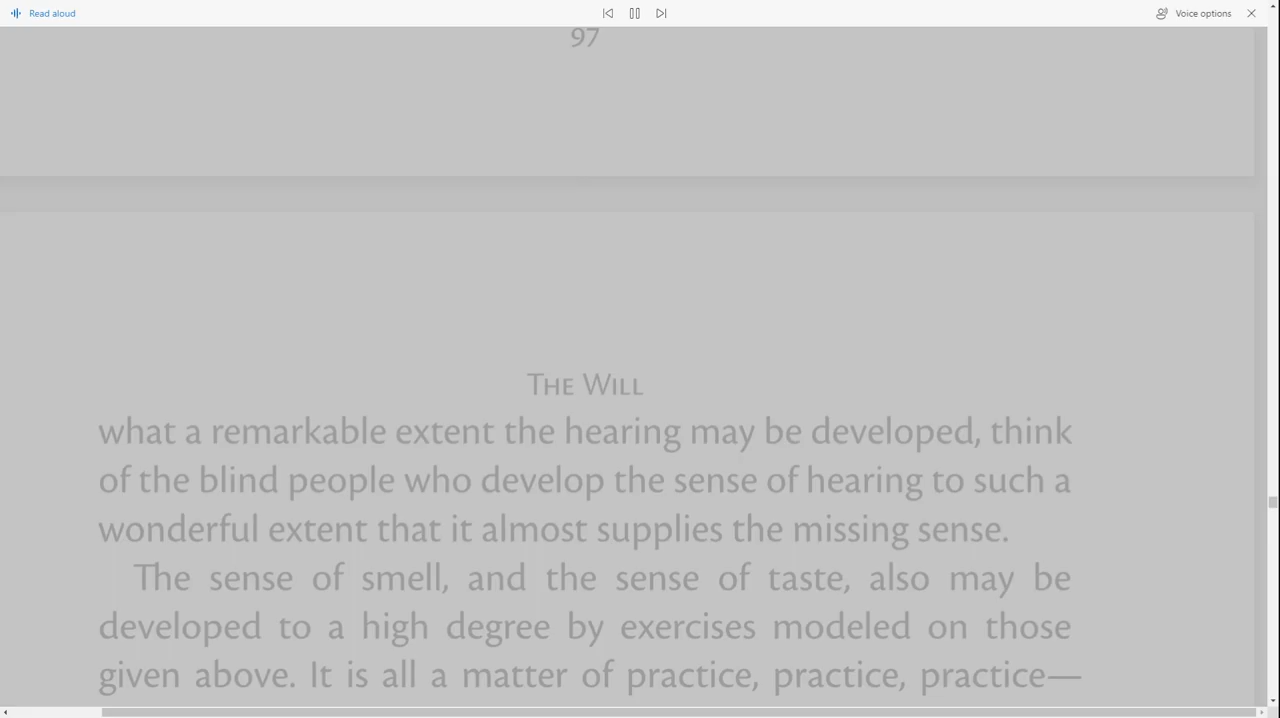 Read aloud
Voice options
97
The Will
what a remarkable extent the hearing may be developed, think
of the blind people who develop the sense of hearing to such a
wonderful extent that it almost supplies the missing sense.
The sense of smell, and the sense of taste, also may be
developed to a high degree by exercises modeled on those
given above. It is all a matter of practice, practice, practice—